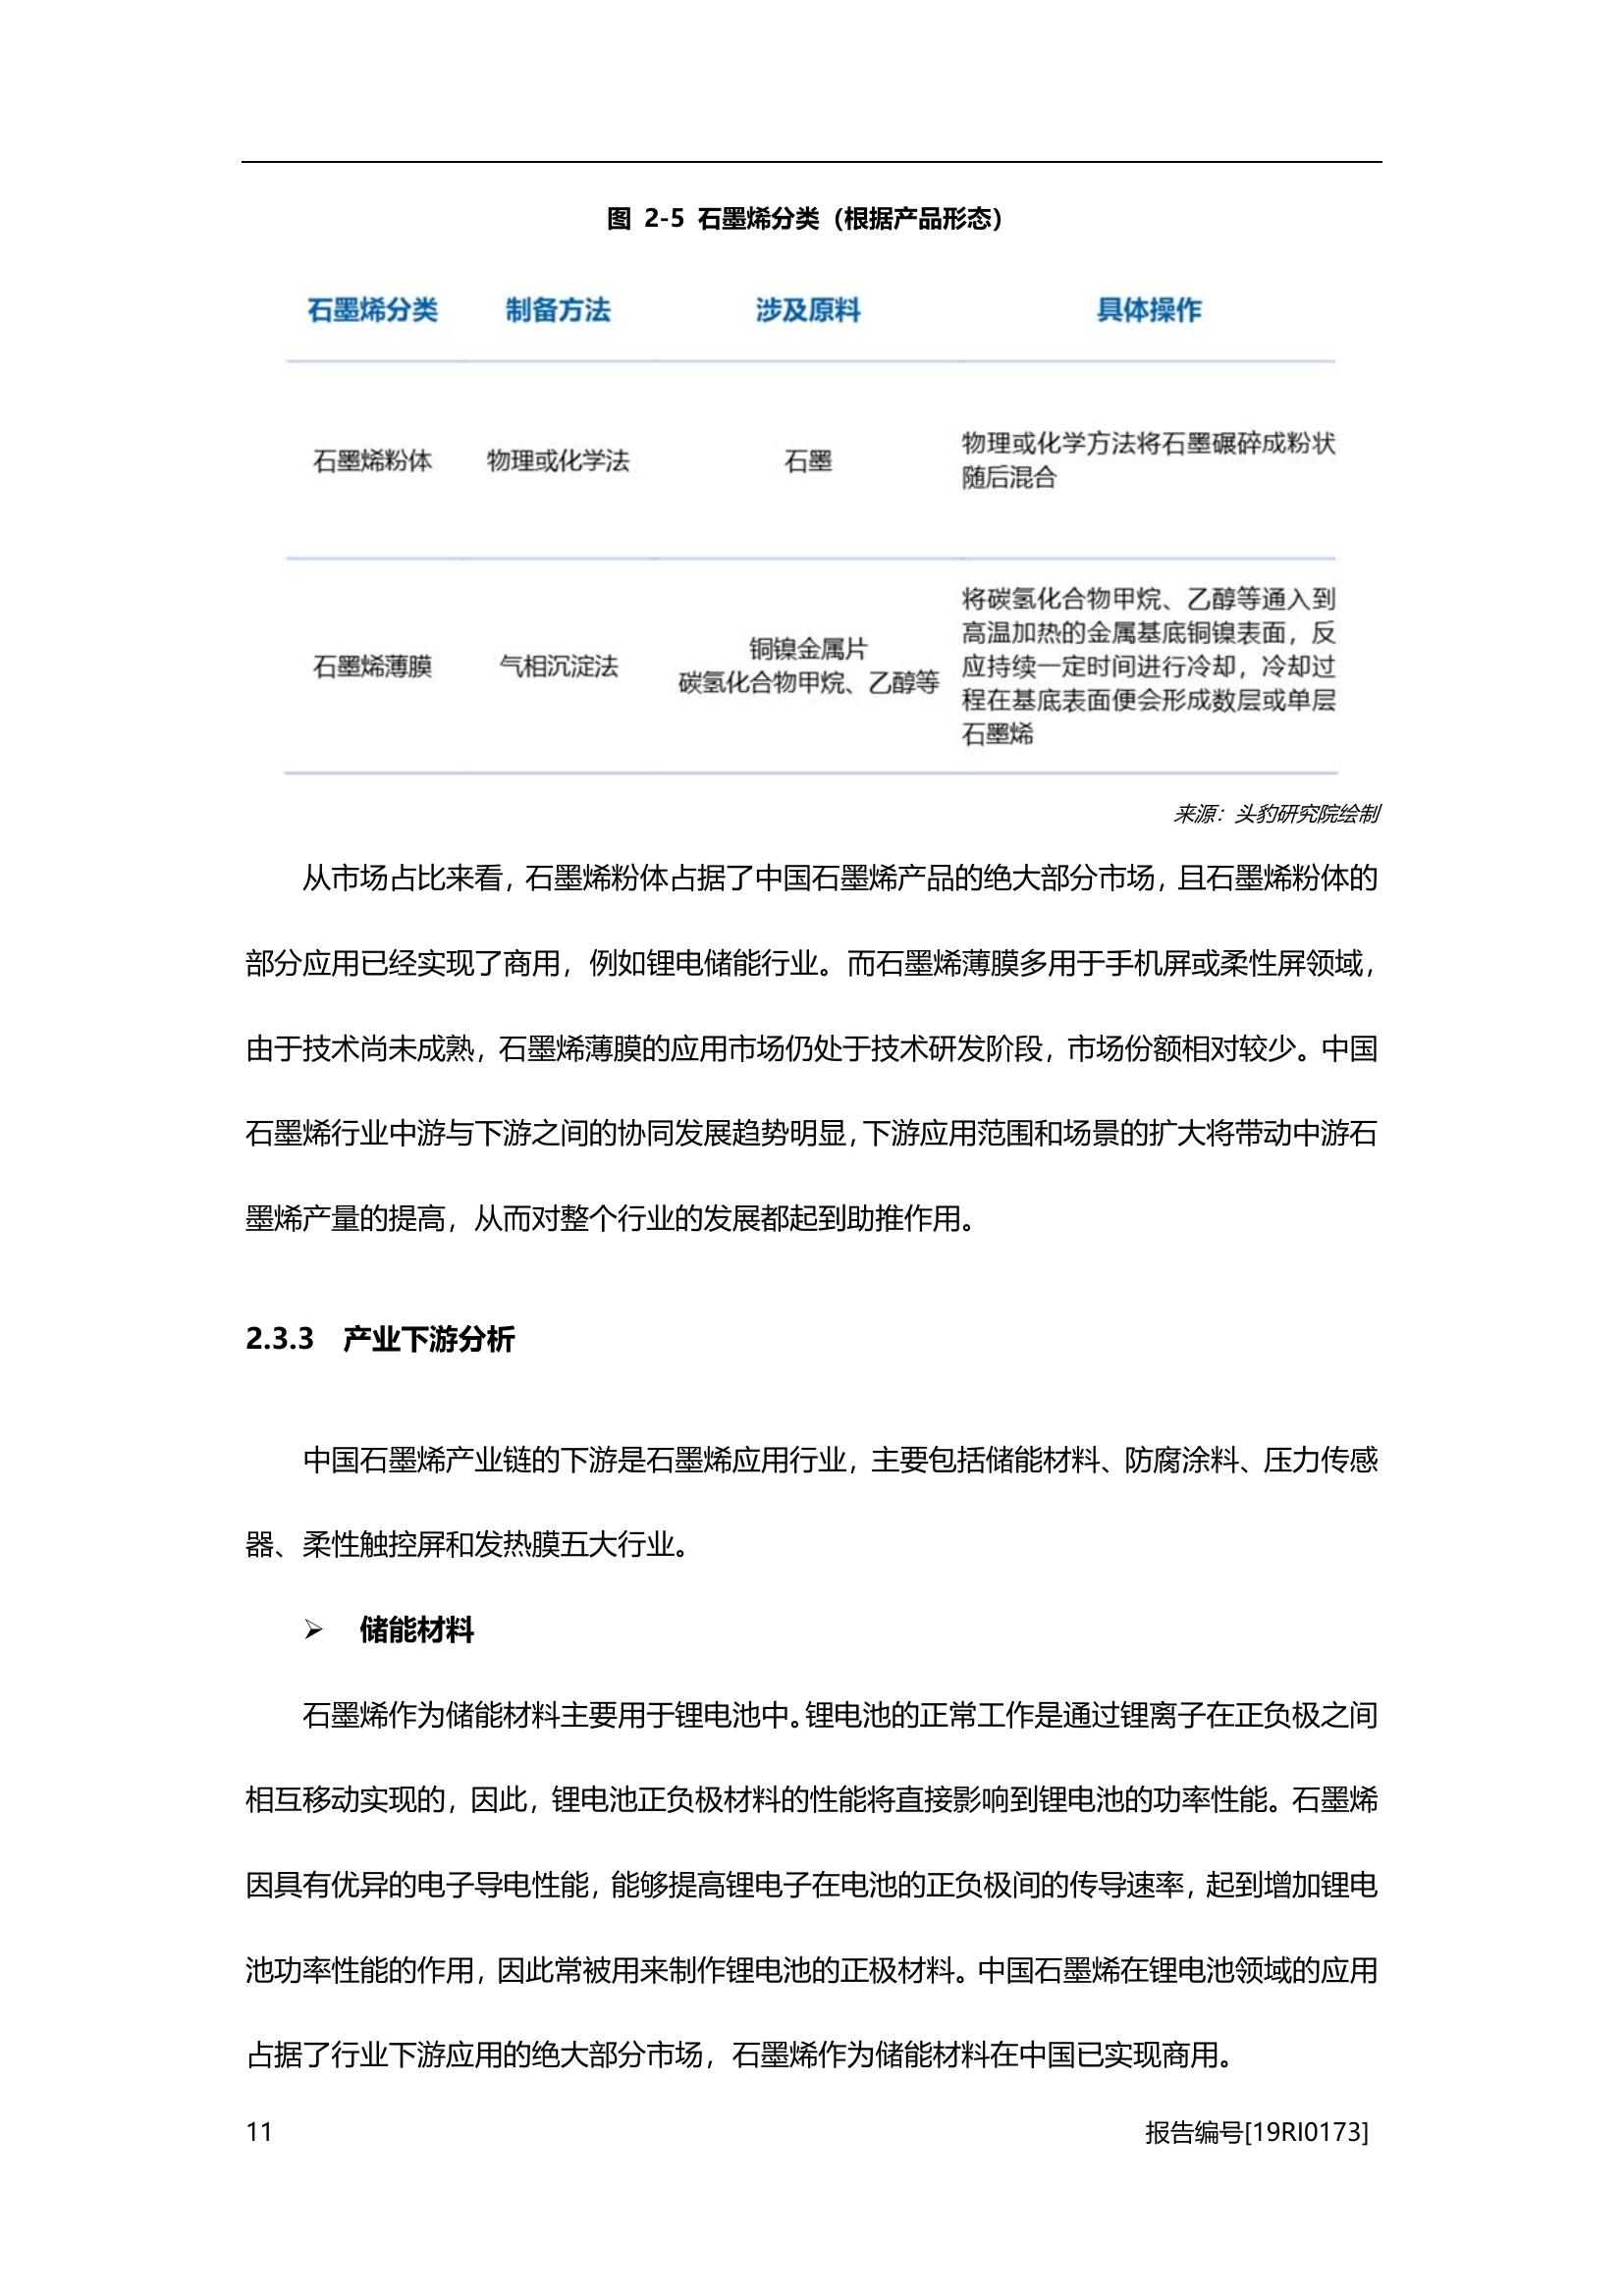 图 2-5 石墨烯分类（根据产品形态）
石墨烯分类 制备方法 涉及原料 具体操作
石墨烯粉体 物理或化学法 石墨
物理或化学方法将石墨碾碎成粉状
随后混合
石墨烯薄膜 气相沉淀法
铜镍金属片
碳氢化合物甲烷、乙醇等
将碳氢化合物甲烷、乙醇等通入到
高温加热的金属基底铜镍表面，反
应持续一定时间进行冷却，冷却过
程在基底表面便会形成数层或单层
石墨烯
来源：头豹研究院绘制
从市场占比来看，石墨烯粉体占据了中国石墨烯产品的绝大部分市场，且石墨烯粉体的
部分应用已经实现了商用，例如锂电储能行业。而石墨烯薄膜多用于手机屏或柔性屏领域，
由于技术尚未成熟，石墨烯薄膜的应用市场仍处于技术研发阶段，市场份额相对较少。中国
石墨烯行业中游与下游之间的协同发展趋势明显，下游应用范围和场景的扩大将带动中游石
墨烯产量的提高，从而对整个行业的发展都起到助推作用。
2.3.3 产业下游分析
中国石墨烯产业链的下游是石墨烯应用行业，主要包括储能材料、防腐涂料、压力传感
器、柔性触控屏和发热膜五大行业。
➢ 储能材料
石墨烯作为储能材料主要用于锂电池中。锂电池的正常工作是通过锂离子在正负极之间
相互移动实现的，因此，锂电池正负极材料的性能将直接影响到锂电池的功率性能。石墨烯
因具有优异的电子导电性能，能够提高锂电子在电池的正负极间的传导速率，起到增加锂电
池功率性能的作用，因此常被用来制作锂电池的正极材料。中国石墨烯在锂电池领域的应用
占据了行业下游应用的绝大部分市场，石墨烯作为储能材料在中国已实现商用。
11 报告编号[19RI0173]